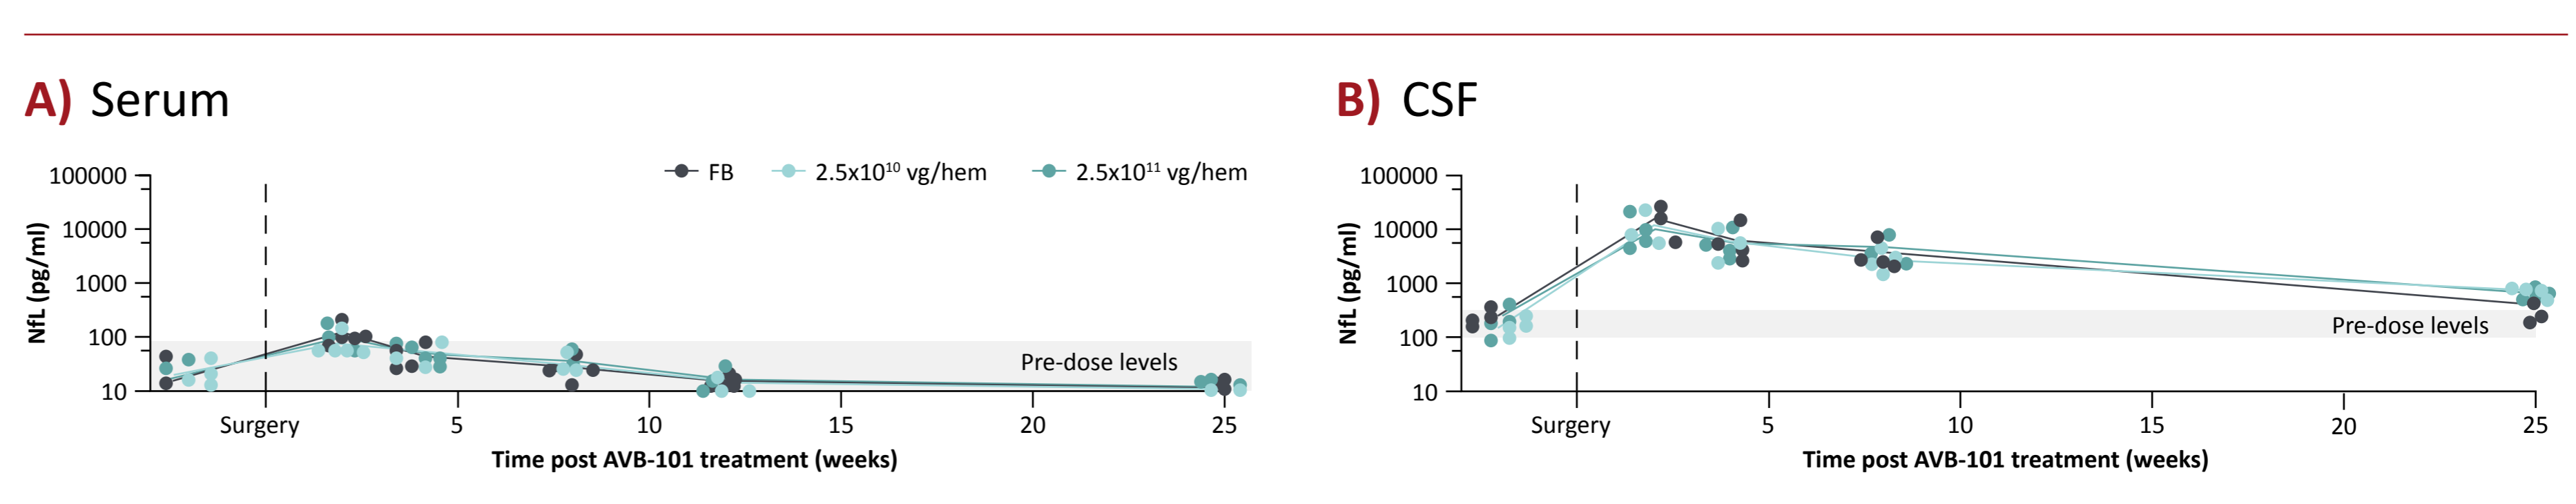 A) Serum
FB 2.5x10¹⁰ vg/hem 2.5x10¹¹ vg/hem
NfL (pg/ml)
100000
10000
1000
100
10
Pre-dose levels
Surgery 5 10 15 20 25
Time post AVB-101 treatment (weeks)
B) CSF
NfL (pg/ml)
100000
10000
1000
100
10
Pre-dose levels
Surgery 5 10 15 20 25
Time post AVB-101 treatment (weeks)